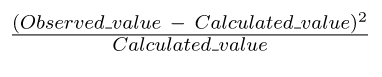 (Observed_value − Calculated_value)²
Calculated_value